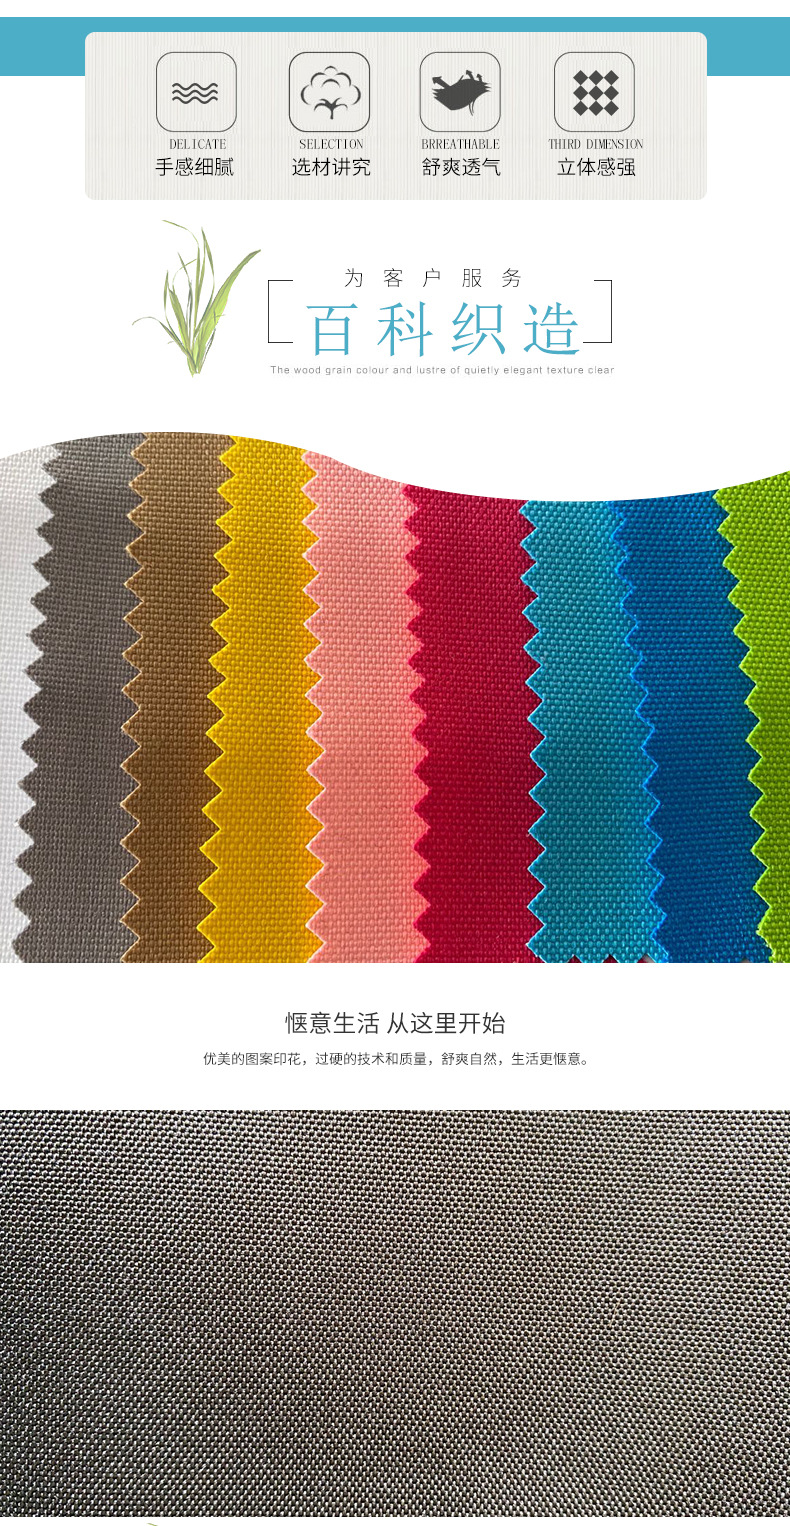 DELICATE
手感细腻
SELECTION
选材讲究
BRREATHABLE
舒爽透气
THIRD DIMENSION
立体感强
为客户服务
百科织造
The wood grain colour and lustre of quietly elegant texture clear
惬意生活 从这里开始
优美的图案印花，过硬的技术和质量，舒爽自然，生活更惬意。